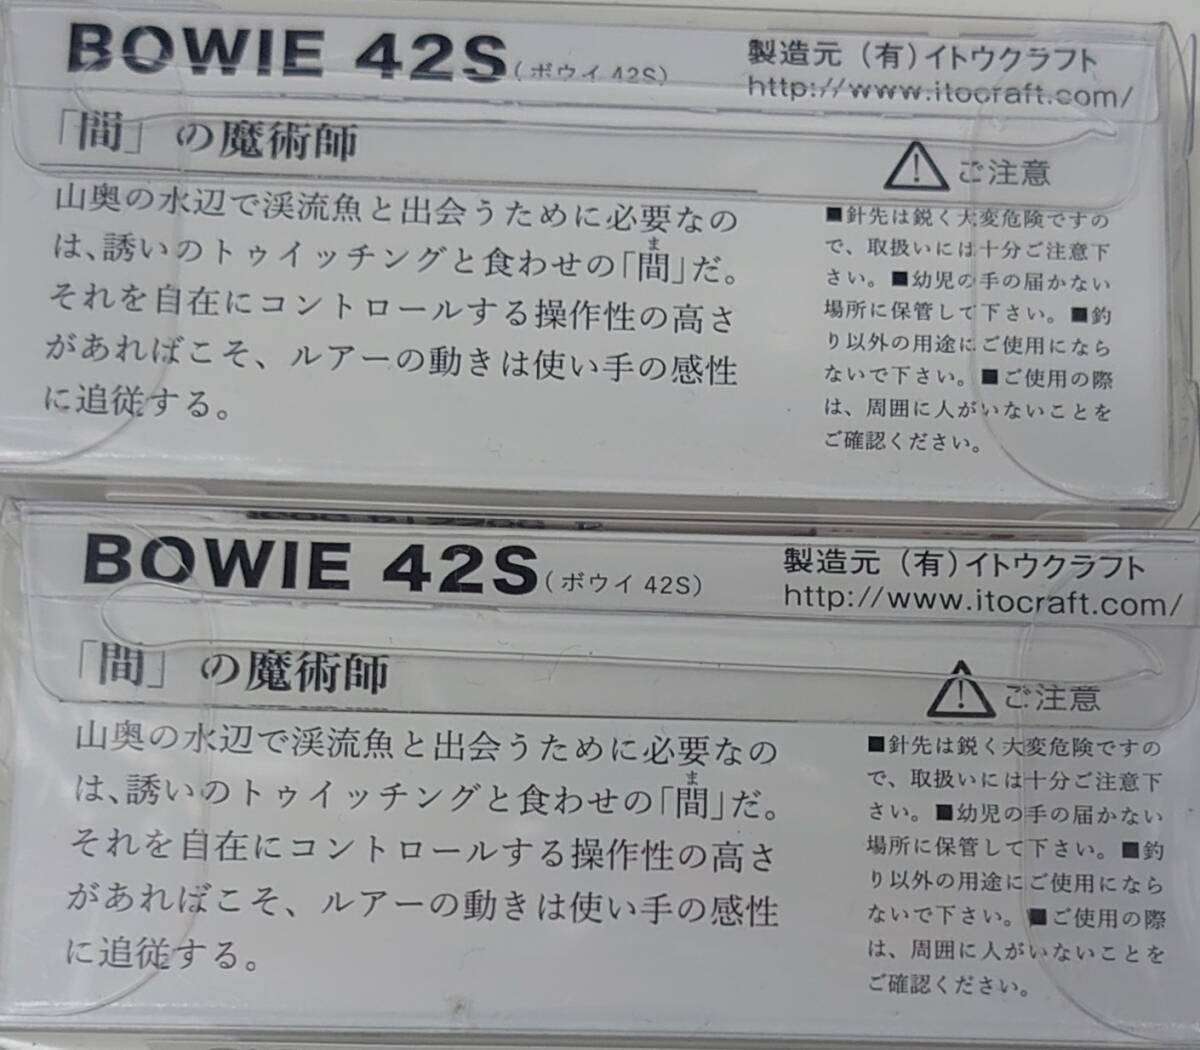 BOWIE 42S(ボウイ 42S)
製造元(有)イトウクラフト
http://www.itocraft.com/
「間」の魔術師
山奥の水辺で渓流魚と出会うために必要なの
は、誘いのトゥイッチングと食わせの「間」だ。
ま
それを自在にコントロールする操作性の高さ
があればこそ、ルアーの動きは使い手の感性
に追従する。
ご注意
■針先は鋭く大変危険ですの
で、取扱いには十分ご注意下
さい。■幼児の手の届かない
場所に保管して下さい。■釣
り以外の用途にご使用になら
ないで下さい。■ご使用の際
は、周囲に人がいないことを
ご確認ください。
BOWIE 42S(ボウイ 42S)
製造元(有)イトウクラフト
http://www.itocraft.com/
「間」の魔術師
山奥の水辺で渓流魚と出会うために必要なの
は、誘いのトゥイッチングと食わせの「間」だ。
ま
それを自在にコントロールする操作性の高さ
があればこそ、ルアーの動きは使い手の感性
に追従する。
ご注意
■針先は鋭く大変危険ですの
で、取扱いには十分ご注意下
さい。■幼児の手の届かない
場所に保管して下さい。■釣
り以外の用途にご使用になら
ないで下さい。■ご使用の際
は、周囲に人がいないことを
ご確認ください。